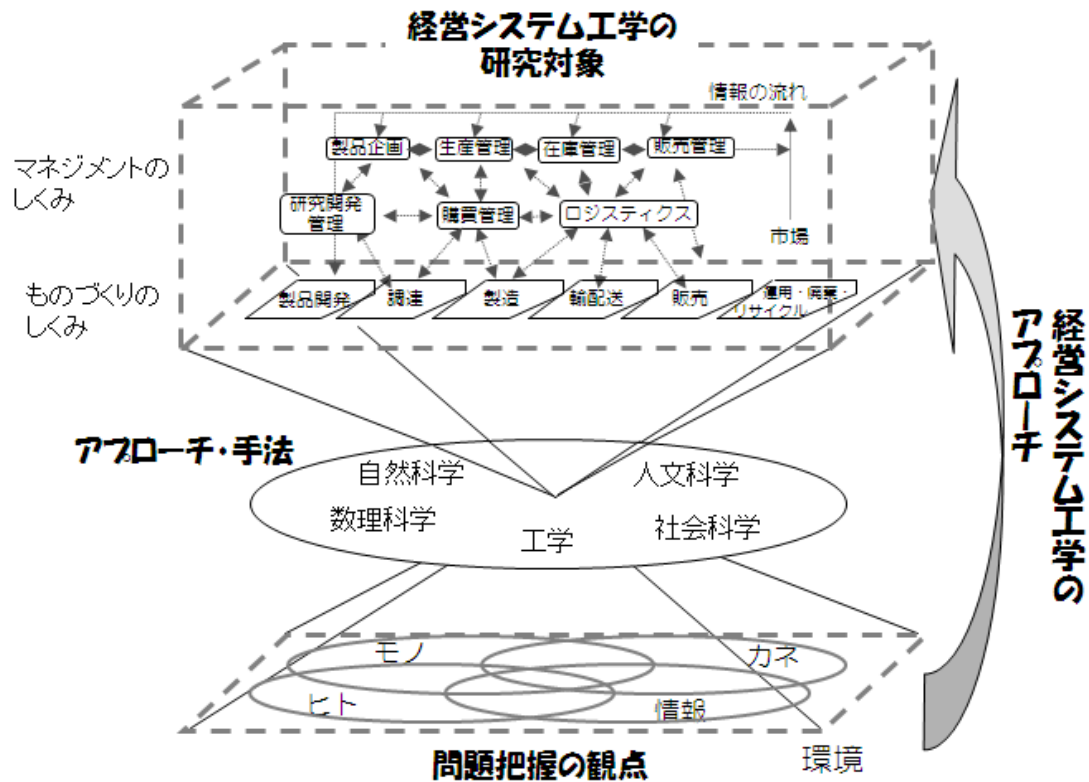 経営システム工学の
研究対象
情報の流れ
製品企画
生産管理
在庫管理
販売管理
マネジメントの
しくみ
研究開発
管理
購買管理
ロジスティクス
市場
ものづくりの
しくみ
製品開発
調達
製造
輸配送
販売
運用・廃棄・
リサイクル
経営システム工学の
アプローチ
アプローチ・手法
自然科学
人文科学
数理科学
工学
社会科学
モノ
カネ
ヒト
情報
問題把握の観点
環境